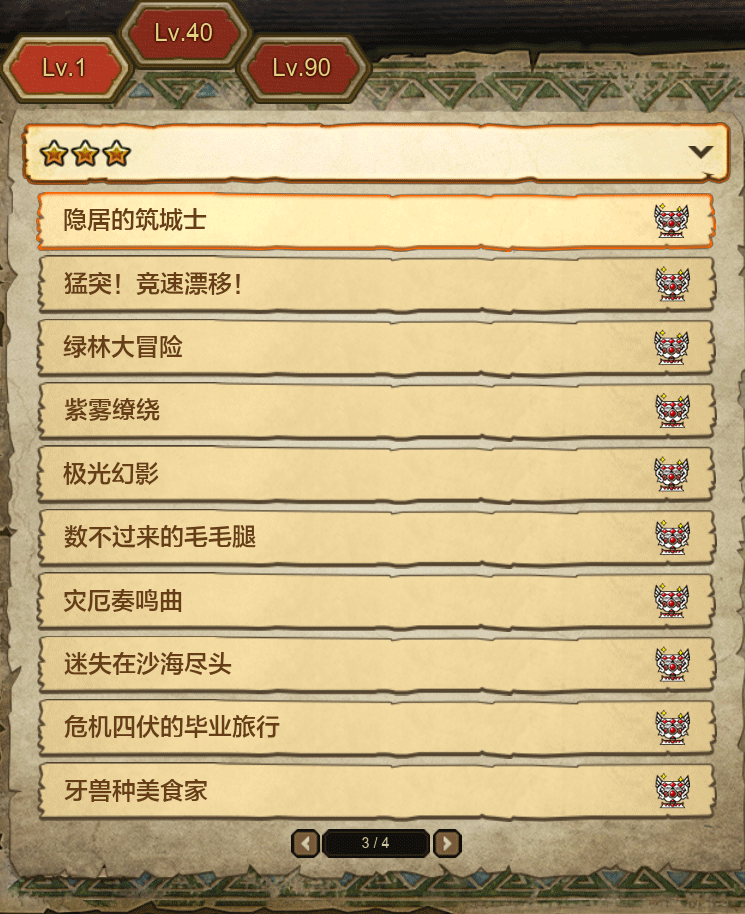 Lv.40
Lv.1
Lv.90
隐居的筑城士
猛突！竞速漂移！
绿林大冒险
紫雾缭绕
极光幻影
数不过来的毛毛腿
灾厄奏鸣曲
迷失在沙海尽头
危机四伏的毕业旅行
牙兽种美食家
3 / 4